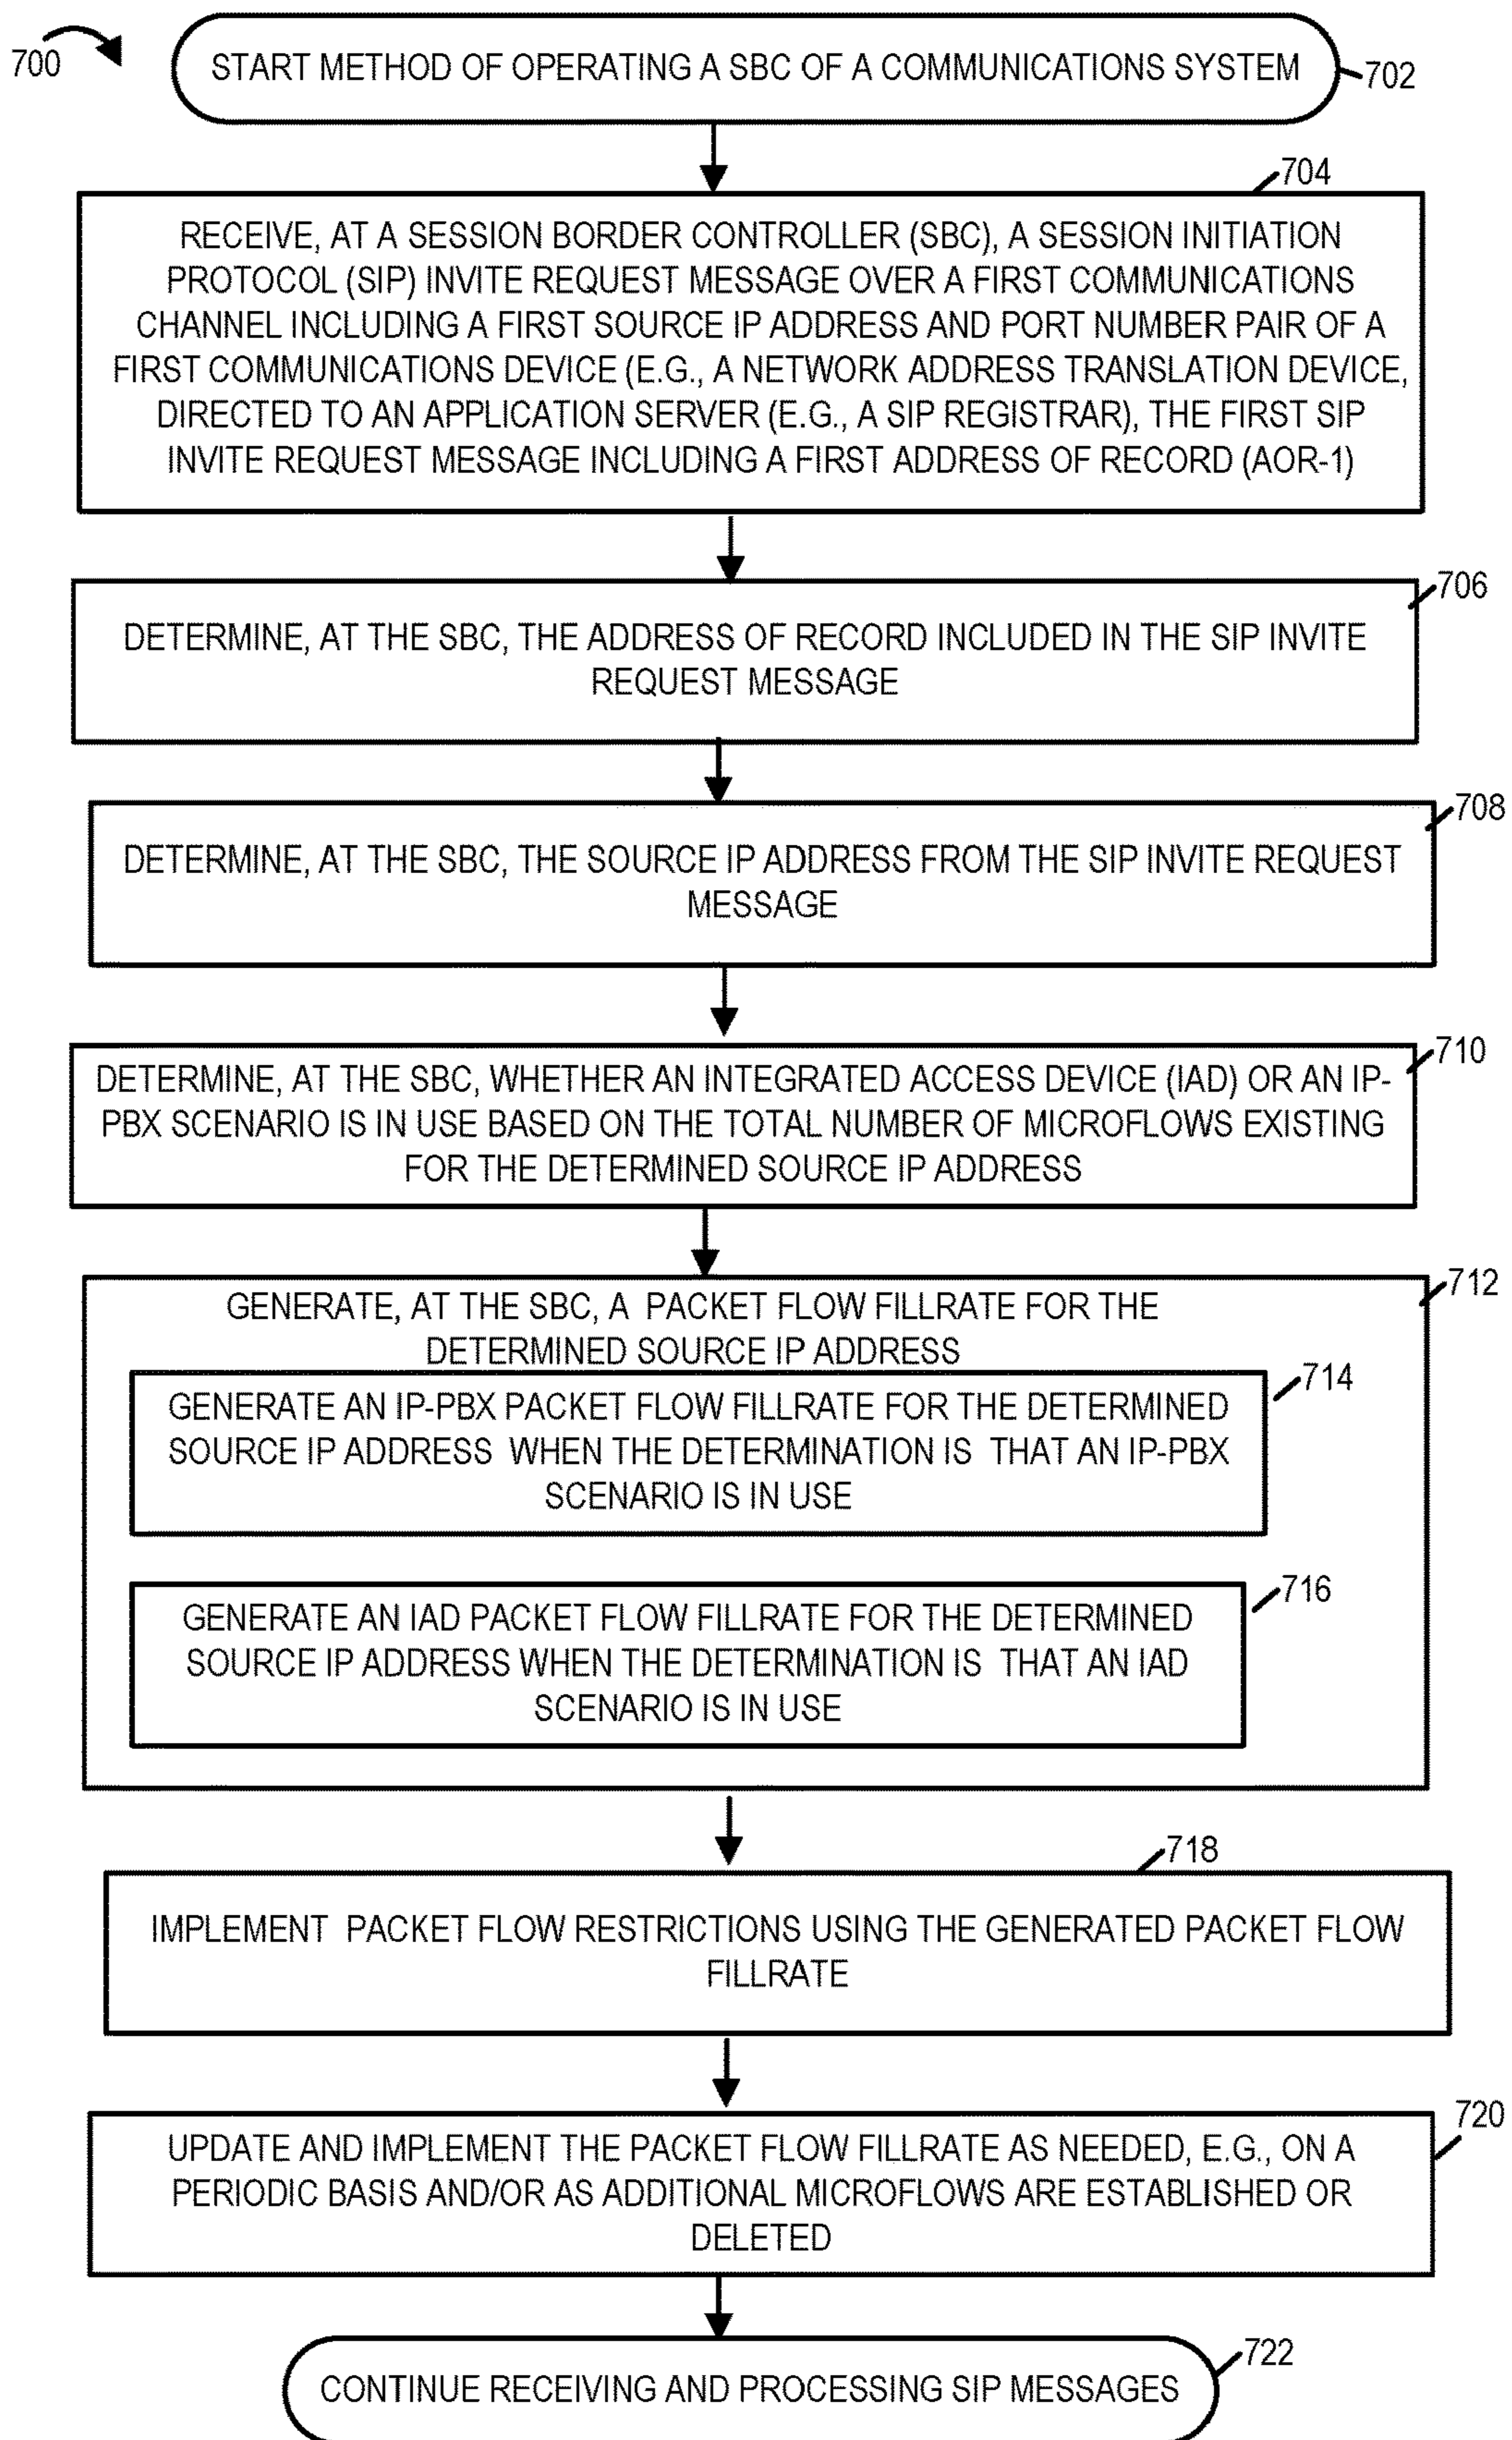 700
START METHOD OF OPERATING A SBC OF A COMMUNICATIONS SYSTEM
702
704
RECEIVE, AT A SESSION BORDER CONTROLLER (SBC), A SESSION INITIATION
PROTOCOL (SIP) INVITE REQUEST MESSAGE OVER A FIRST COMMUNICATIONS
CHANNEL INCLUDING A FIRST SOURCE IP ADDRESS AND PORT NUMBER PAIR OF A
FIRST COMMUNICATIONS DEVICE (E.G., A NETWORK ADDRESS TRANSLATION DEVICE,
DIRECTED TO AN APPLICATION SERVER (E.G., A SIP REGISTRAR), THE FIRST SIP
INVITE REQUEST MESSAGE INCLUDING A FIRST ADDRESS OF RECORD (AOR-1)
706
DETERMINE, AT THE SBC, THE ADDRESS OF RECORD INCLUDED IN THE SIP INVITE
REQUEST MESSAGE
708
DETERMINE, AT THE SBC, THE SOURCE IP ADDRESS FROM THE SIP INVITE REQUEST
MESSAGE
710
DETERMINE, AT THE SBC, WHETHER AN INTEGRATED ACCESS DEVICE (IAD) OR AN IP-
PBX SCENARIO IS IN USE BASED ON THE TOTAL NUMBER OF MICROFLOWS EXISTING
FOR THE DETERMINED SOURCE IP ADDRESS
712
GENERATE, AT THE SBC, A PACKET FLOW FILLRATE FOR THE
DETERMINED SOURCE IP ADDRESS
714
GENERATE AN IP-PBX PACKET FLOW FILLRATE FOR THE DETERMINED
SOURCE IP ADDRESS WHEN THE DETERMINATION IS THAT AN IP-PBX
SCENARIO IS IN USE
716
GENERATE AN IAD PACKET FLOW FILLRATE FOR THE DETERMINED
SOURCE IP ADDRESS WHEN THE DETERMINATION IS THAT AN IAD
SCENARIO IS IN USE
718
IMPLEMENT PACKET FLOW RESTRICTIONS USING THE GENERATED PACKET FLOW
FILLRATE
720
UPDATE AND IMPLEMENT THE PACKET FLOW FILLRATE AS NEEDED, E.G., ON A
PERIODIC BASIS AND/OR AS ADDITIONAL MICROFLOWS ARE ESTABLISHED OR
DELETED
722
CONTINUE RECEIVING AND PROCESSING SIP MESSAGES